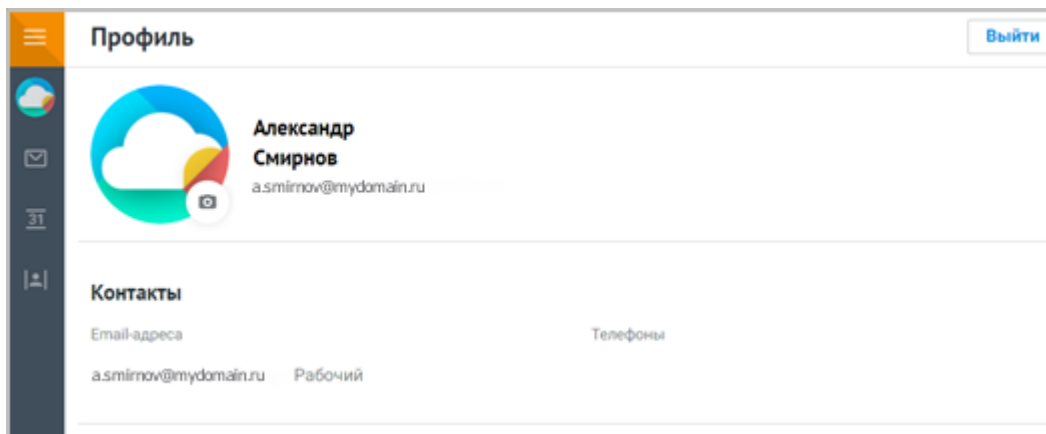 Профиль
Выйти
Александр
Смирнов
a.smirnov@mydomain.ru
31
Контакты
Email-адреса
Телефоны
a.smirnov@mydomain.ru Рабочий